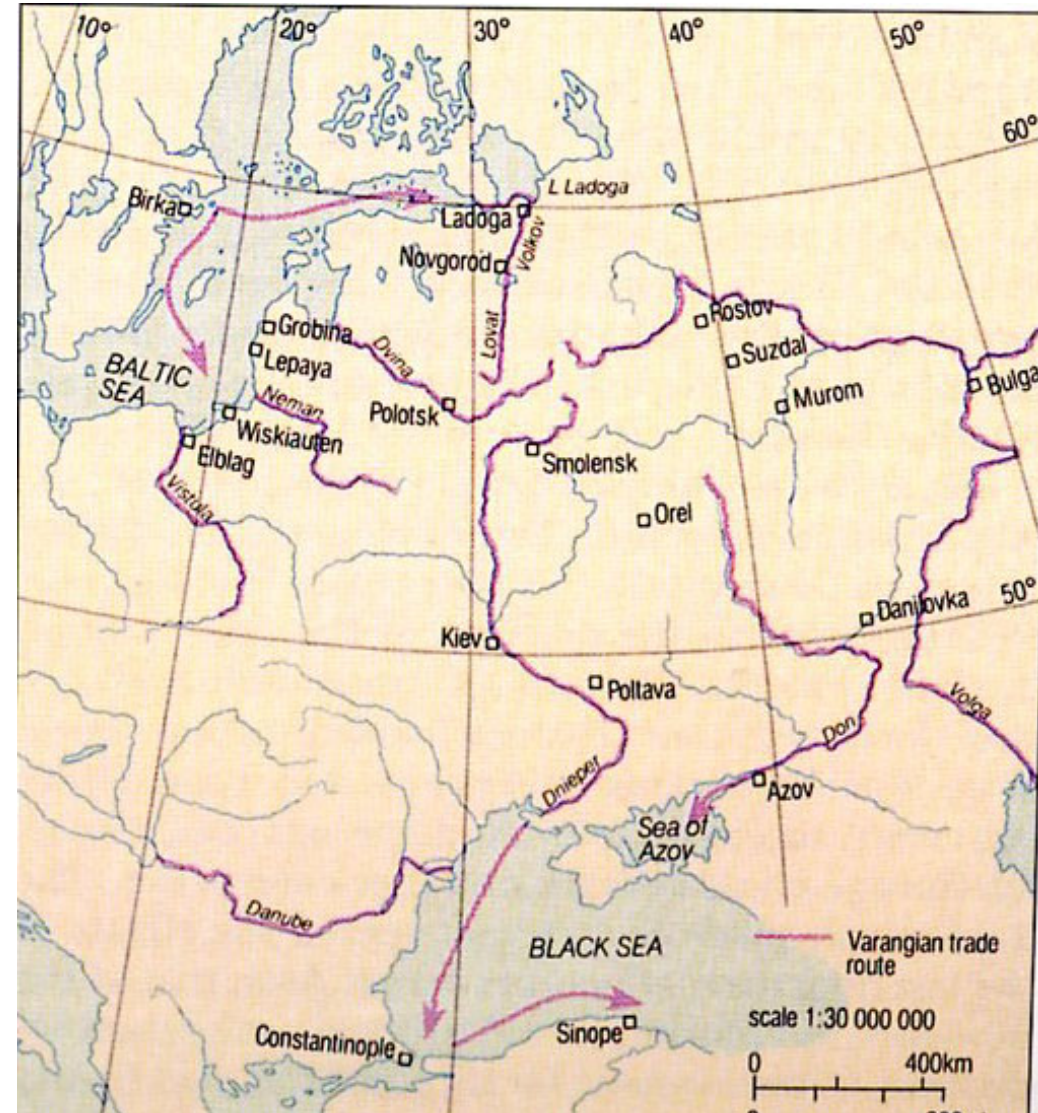 10°
20°
30°
40°
50°
60°
L Ladoga
Birka
Ladoga
Volkov
Novgorod
Rostov
Grobina
Lovat
Suzdal
Dvina
Lepaya
BALTIC
SEA
Bulga
Neman
Murom
Polotsk
Wiskiauten
Elblag
Smolensk
Vistula
Orel
50°
Danilovka
Kiev
Poltava
Volga
Don
Dnieper
Azov
Sea of
Azov
Danube
BLACK SEA
Varangian trade
route
Sinope
scale 1:30 000 000
Constantinople
0 400km